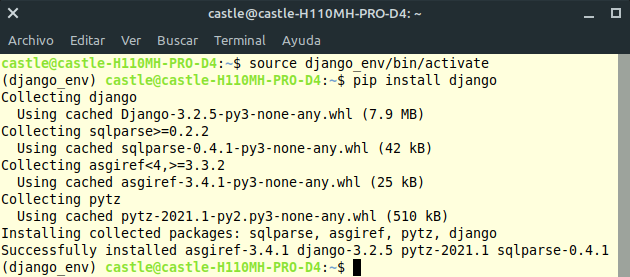 castle@castle-H110MH-PRO-D4: ~
Archivo Editar Ver Buscar Terminal Ayuda
castle@castle-H110MH-PRO-D4:~$ source django_env/bin/activate
(django_env) castle@castle-H110MH-PRO-D4:~$ pip install django
Collecting django
  Using cached Django-3.2.5-py3-none-any.whl (7.9 MB)
Collecting sqlparse>=0.2.2
  Using cached sqlparse-0.4.1-py3-none-any.whl (42 kB)
Collecting asgiref<4,>=3.3.2
  Using cached asgiref-3.4.1-py3-none-any.whl (25 kB)
Collecting pytz
  Using cached pytz-2021.1-py2.py3-none-any.whl (510 kB)
Installing collected packages: sqlparse, asgiref, pytz, django
Successfully installed asgiref-3.4.1 django-3.2.5 pytz-2021.1 sqlparse-0.4.1
(django_env) castle@castle-H110MH-PRO-D4:~$